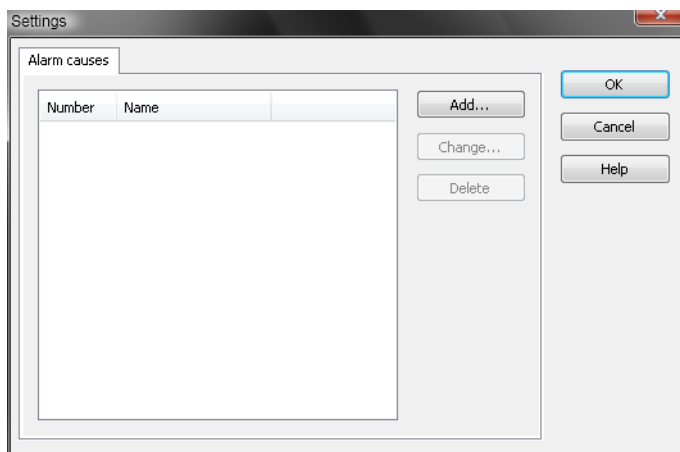 Settings
Alarm causes
Number Name
Add...
Change...
Delete
OK
Cancel
Help